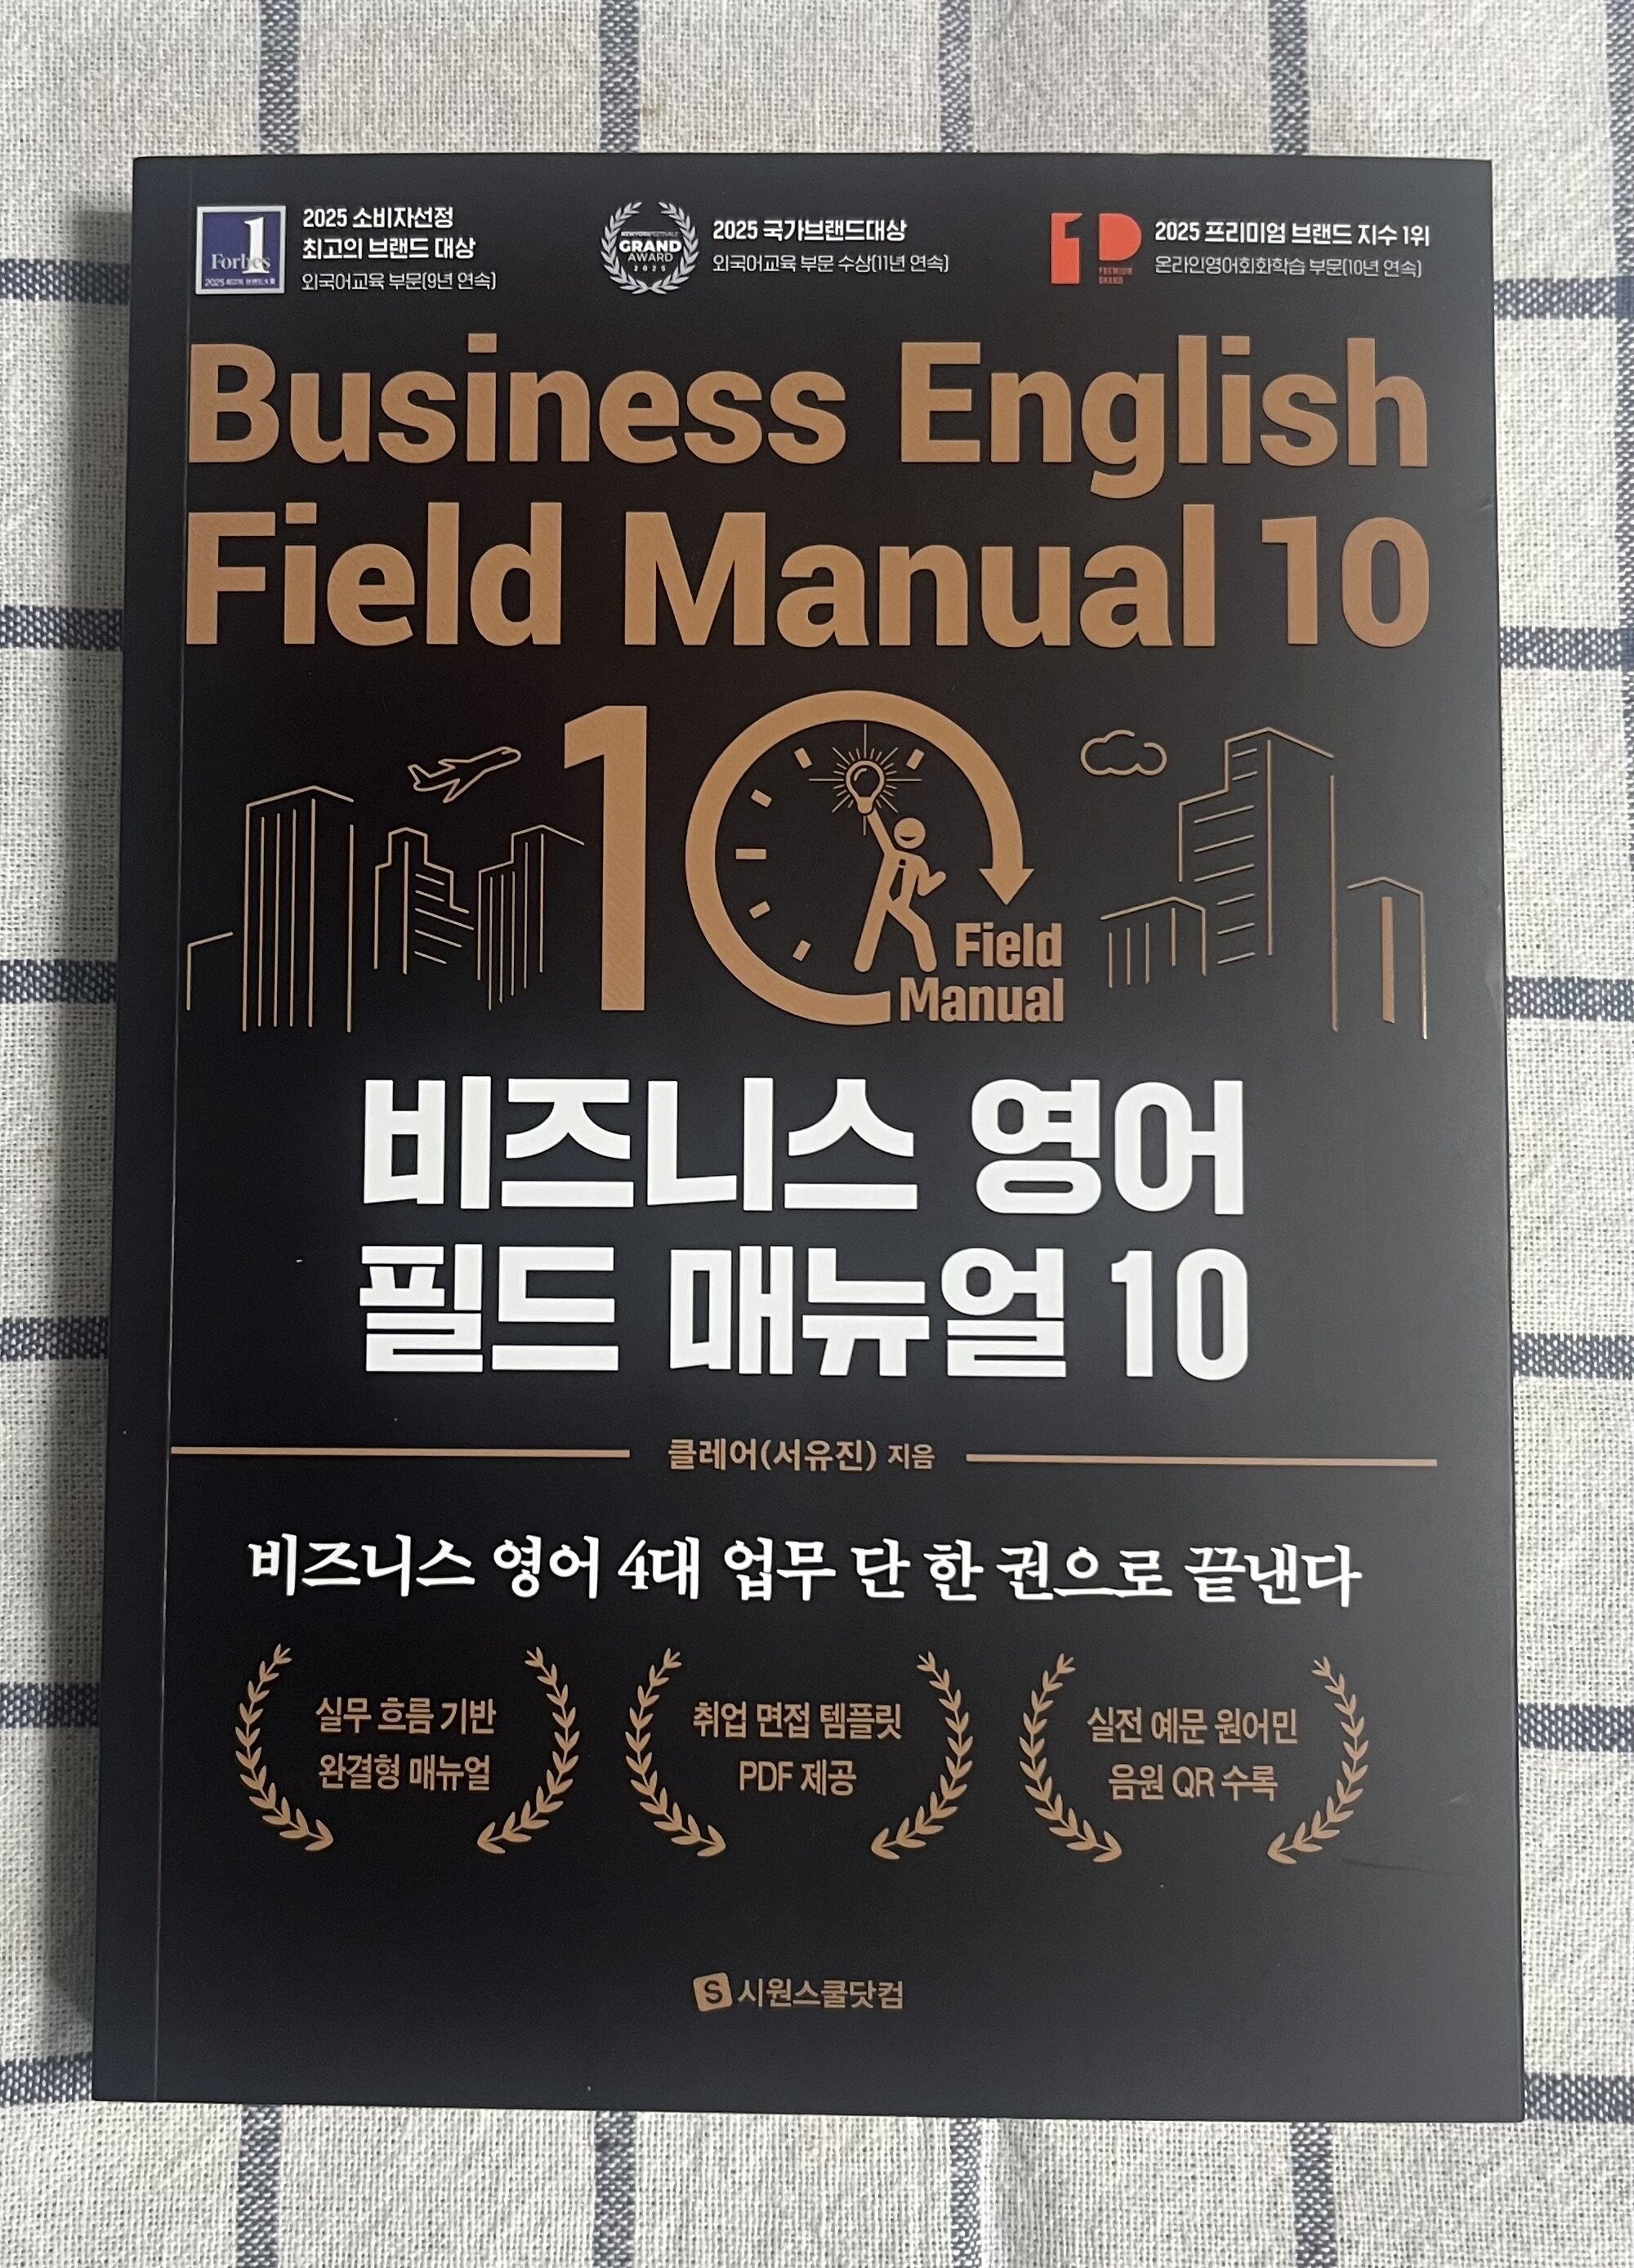 Forbes
1
2025 소비자선정
최고의 브랜드 대상
외국어교육 부문(9년 연속)
GRAND
AWARD
2025
2025 국가브랜드대상
외국어교육 부문 수상(11년 연속)
1P
PREMIUM
BRAND
2025 프리미엄 브랜드 지수 1위
온라인영어회화학습 부문(10년 연속)
Business English
Field Manual 10
10
Field
Manual
비즈니스 영어
필드 매뉴얼 10
클레어(서유진) 지음
비즈니스 영어 4대 업무 단 한 권으로 끝낸다
실무 흐름 기반
완결형 매뉴얼
취업 면접 템플릿
PDF 제공
실전 예문 원어민
음원 QR 수록
S 시원스쿨닷컴